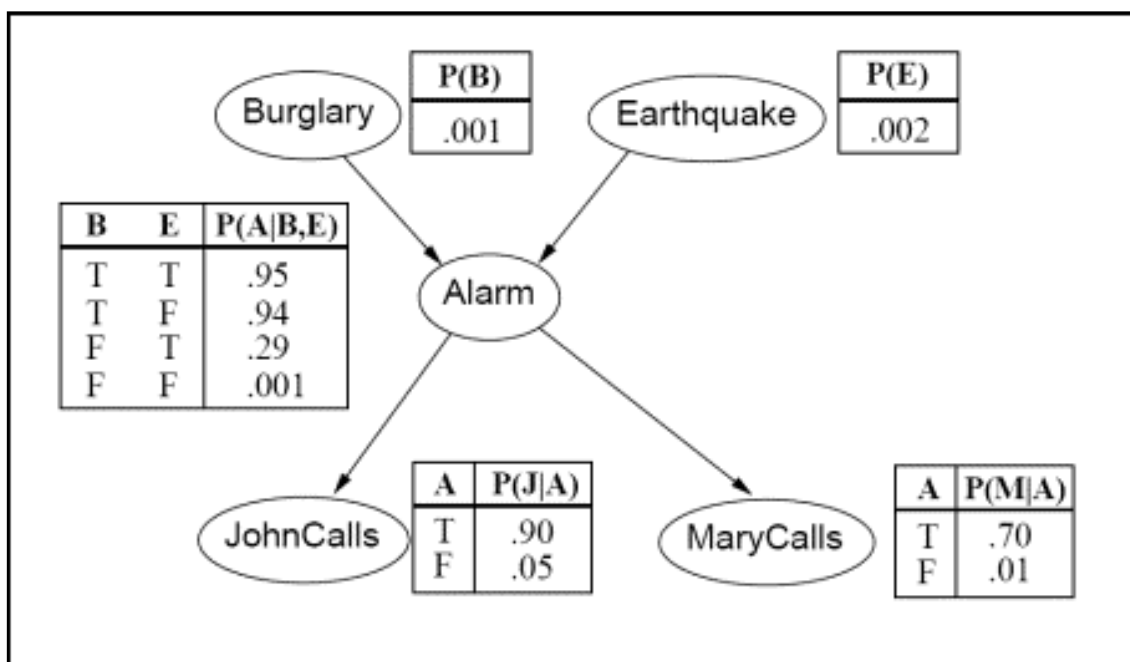 Burglary
P(B)
.001
Earthquake
P(E)
.002
B E P(A|B,E)
T T .95
T F .94
F T .29
F F .001
Alarm
JohnCalls
A P(J|A)
T .90
F .05
MaryCalls
A P(M|A)
T .70
F .01